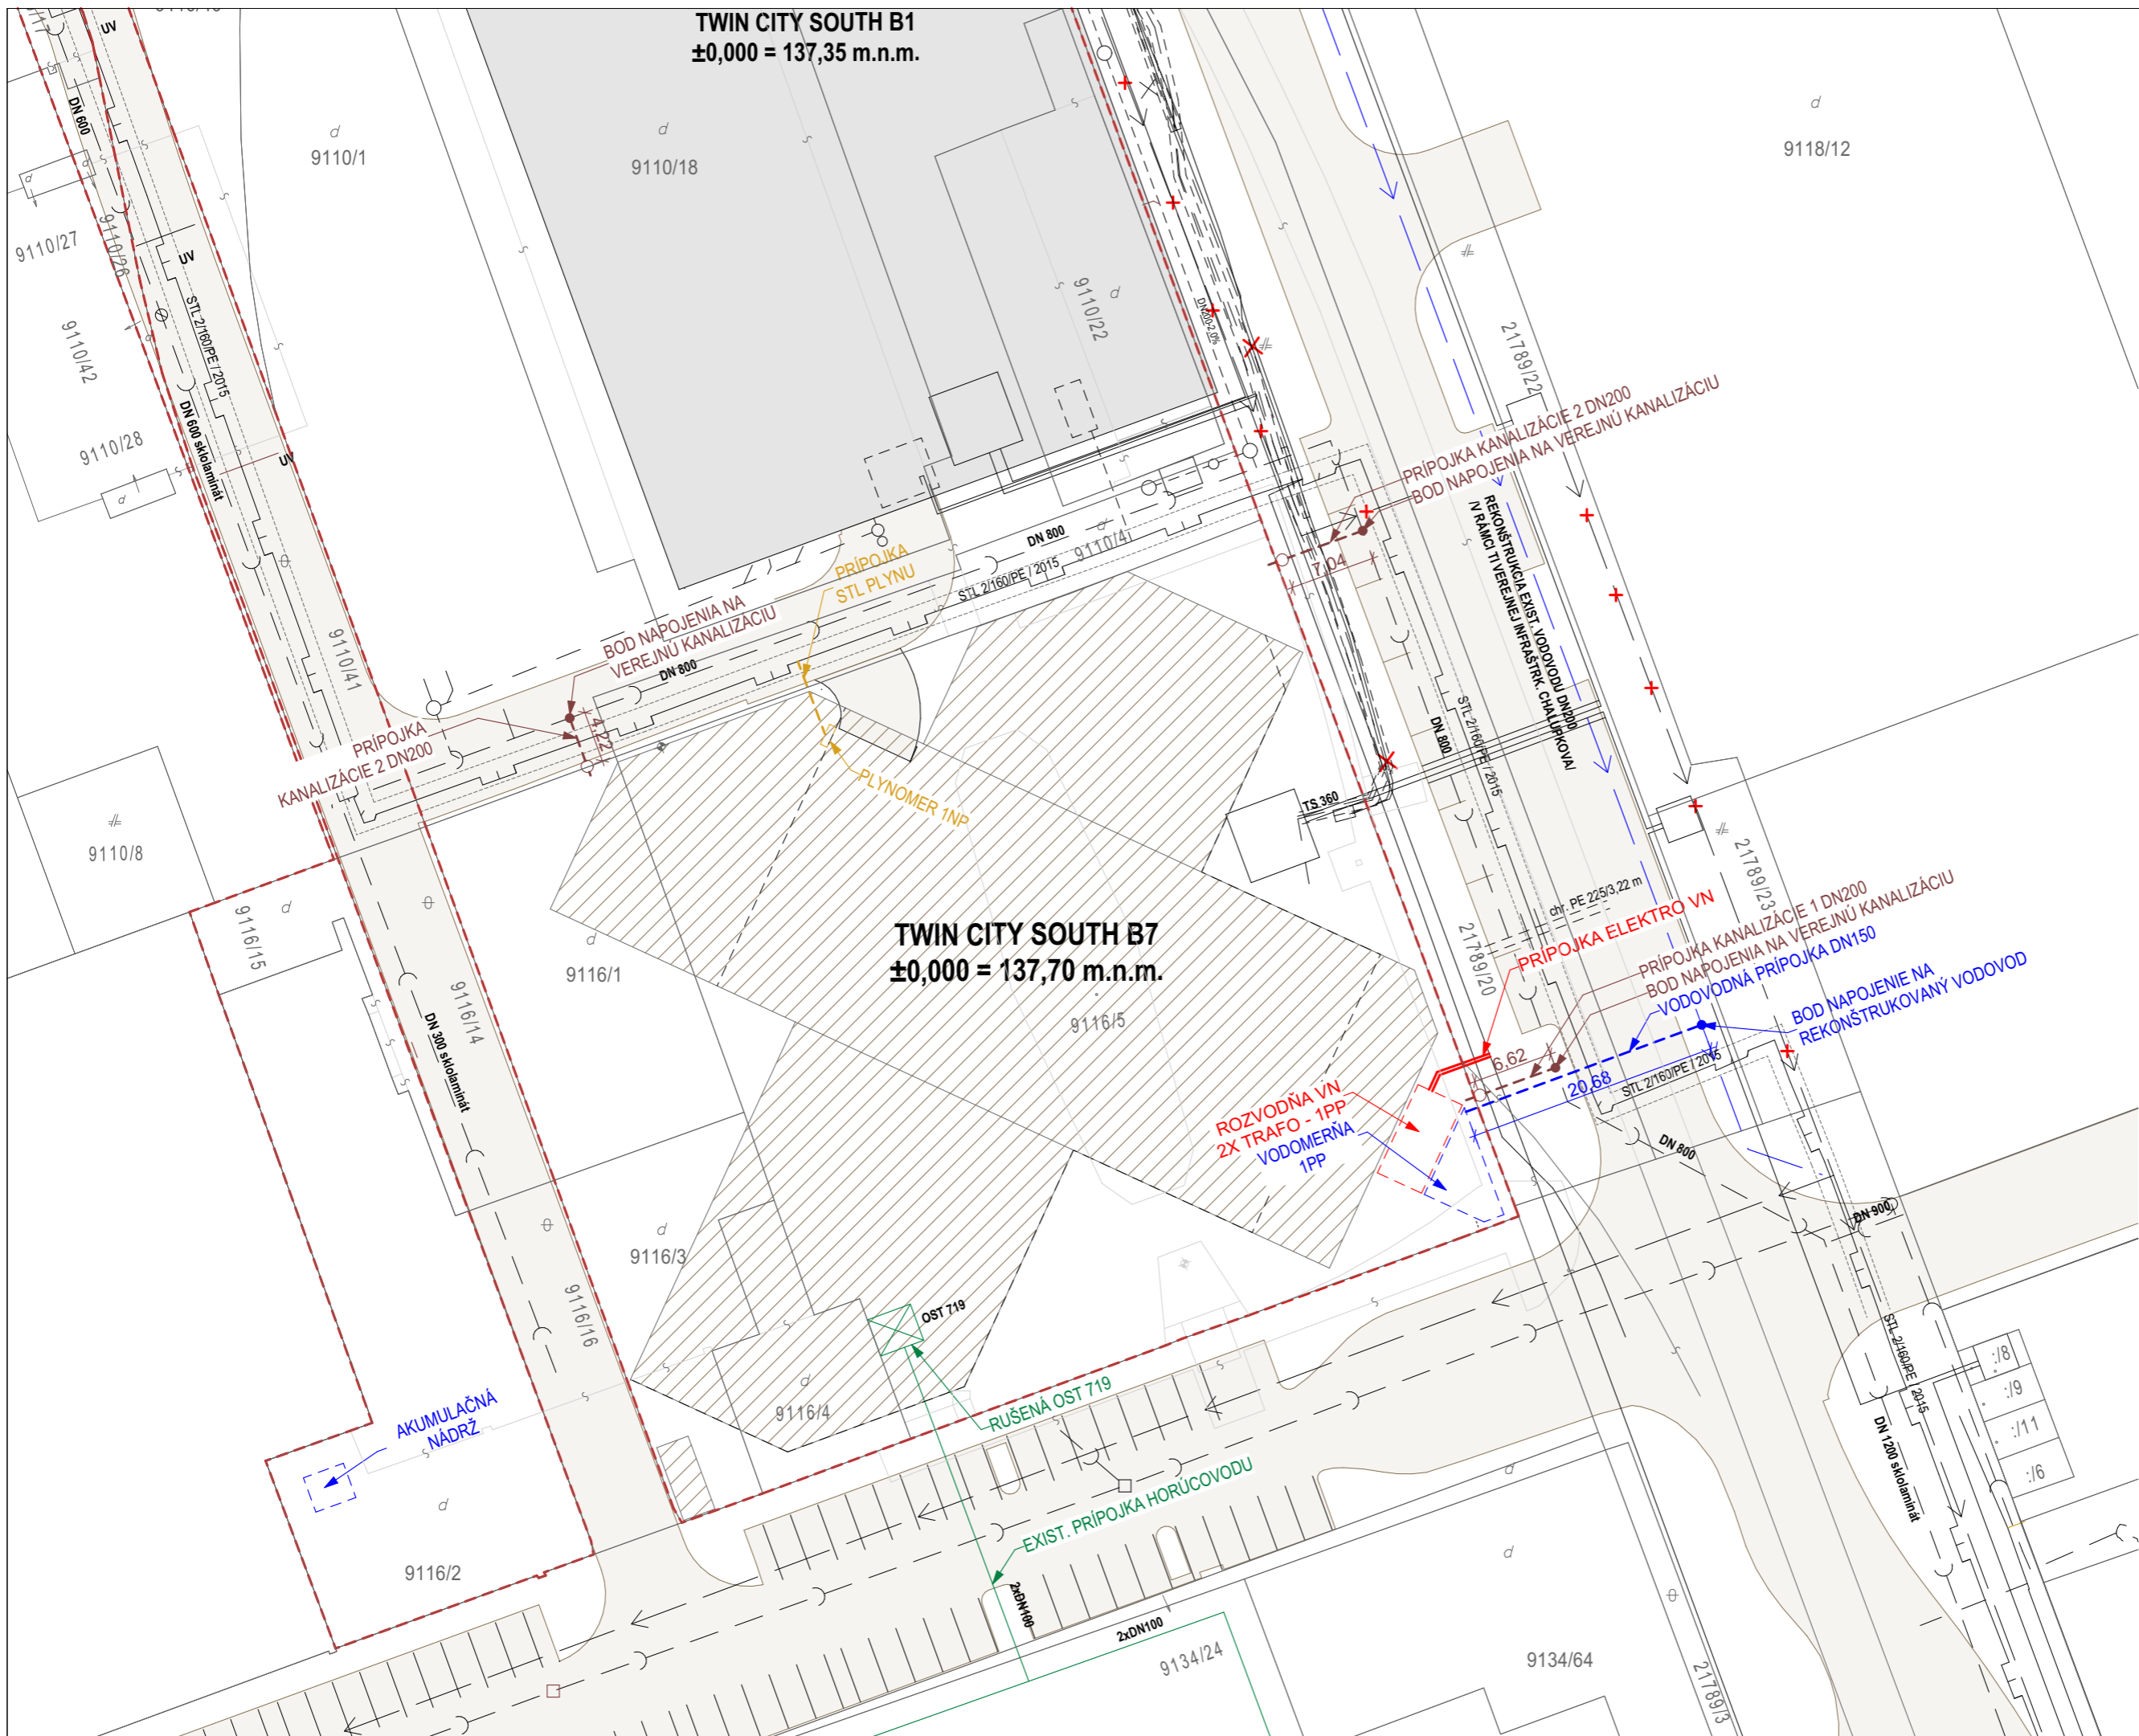 TWIN CITY SOUTH B1
±0,000 = 137,35 m.n.m.
UV
DN 600
9110/1
9110/18
9118/12
9110/27
9110/26
UV
9110/42
STL 2/160/PE / 2015
9110/22
DN200-2,0%
21789/22
9110/28
DN 600 sklolaminát
UV
PRÍPOJKA KANALIZÁCIE 2 DN200
BOD NAPOJENIA NA VEREJNÚ KANALIZÁCIU
REKONŠTRUKCIA EXIST. VODOVODU DN200
/V RÁMCI TI VEREJNEJ INFRAŠTRK. CHALUPKOVA/
DN 800
9110/4
STL 2/160/PE / 2015
7,04
PRÍPOJKA
STL PLYNU
BOD NAPOJENIA NA
VEREJNÚ KANALIZÁCIU
DN 800
9110/41
4,22
PRÍPOJKA
KANALIZÁCIE 2 DN200
PLYNOMER 1NP
DN 800
STL 2/160/PE / 2015
TS 360
9110/8
21789/23
9116/15
9116/1
TWIN CITY SOUTH B7
±0,000 = 137,70 m.n.m.
9116/5
chr. PE 225/3,22 m
21789/20
PRÍPOJKA ELEKTRO VN
PRÍPOJKA KANALIZÁCIE 1 DN200
BOD NAPOJENIA NA VEREJNÚ KANALIZÁCIU
VODOVODNÁ PRÍPOJKA DN150
BOD NAPOJENIE NA
REKONŠTRUKOVANÝ VODOVOD
9116/14
DN 300 sklolaminát
6,62
20,68
STL 2/160/PE / 2015
ROZVODŇA VN
2X TRAFO - 1PP
VODOMERŇA
1PP
DN 800
DN 900
9116/3
9116/16
OST 719
RUŠENÁ OST 719
9116/4
AKUMULAČNÁ
NÁDRŽ
EXIST. PRÍPOJKA HORÚCOVODU
STL 2/160/PE / 2015
:/8
:/9
:/11
:/6
DN 1200 sklolaminát
9116/2
2xDN100
2xDN100
9134/24
9134/64
21789/3